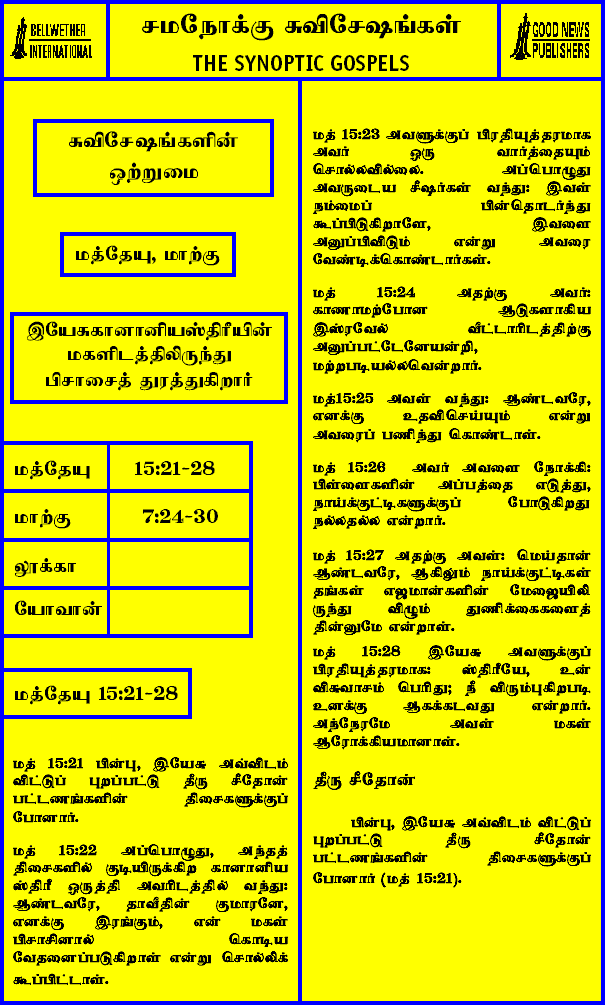 BELLWETHER
INTERNATIONAL
சமநோக்கு சுவிசேஷங்கள்
THE SYNOPTIC GOSPELS
GOOD NEWS
PUBLISHERS
சுவிசேஷங்களின்
ஒற்றுமை
மத்தேயு, மாற்கு
இயேசுகானானியஸ்திரீயின்
மகளிடத்திலிருந்து
பிசாசைத் துரத்துகிறார்
மத்தேயு 15:21-28
மாற்கு 7:24-30
லூக்கா
யோவான்
மத்தேயு 15:21-28
மத் 15:21 பின்பு, இயேசு அவ்விடம்
விட்டுப் புறப்பட்டு தீரு சீதோன்
பட்டணங்களின் திசைகளுக்குப்
போனார்.
மத் 15:22 அப்பொழுது, அந்தத்
திசைகளில் குடியிருக்கிற கானானிய
ஸ்திரீ ஒருத்தி அவரிடத்தில் வந்து:
ஆண்டவரே, தாவீதின் குமாரனே,
எனக்கு இரங்கும், என் மகள்
பிசாசினால் கொடிய
வேதனைப்படுகிறாள் என்று சொல்லிக்
கூப்பிட்டாள்.
மத் 15:23 அவளுக்குப் பிரதியுத்தரமாக
அவர் ஒரு வார்த்தையும்
சொல்லவில்லை. அப்பொழுது
அவருடைய சீஷர்கள் வந்து: இவள்
நம்மைப் பின்தொடர்ந்து
கூப்பிடுகிறாளே, இவளை
அனுப்பிவிடும் என்று அவரை
வேண்டிக்கொண்டார்கள்.
மத் 15:24 அதற்கு அவர்:
காணாமற்போன ஆடுகளாகிய
இஸ்ரவேல் வீட்டாரிடத்திற்கு
அனுப்பட்டேனேயன்றி,
மற்றபடியல்லவென்றார்.
மத்15:25 அவள் வந்து: ஆண்டவரே,
எனக்கு உதவிசெய்யும் என்று
அவரைப் பணிந்து கொண்டாள்.
மத் 15:26 அவர் அவளை நோக்கி:
பிள்ளைகளின் அப்பத்தை எடுத்து,
நாய்க்குட்டிகளுக்குப் போடுகிறது
நல்லதல்ல என்றார்.
மத் 15:27 அதற்கு அவள்: மெய்தான்
ஆண்டவரே, ஆகிலும் நாய்க்குட்டிகள்
தங்கள் எஜமான்களின் மேஜையிலி
ருந்து விழும் துணிக்கைகளைத்
தின்னுமே என்றாள்.
மத் 15:28 இயேசு அவளுக்குப்
பிரதியுத்தரமாக: ஸ்திரீயே, உன்
விசுவாசம் பெரிது; நீ விரும்புகிறபடி
உனக்கு ஆகக்கடவது என்றார்.
அந்நேரமே அவள் மகள்
ஆரோக்கியமானாள்.
தீரு சீதோன்
பின்பு, இயேசு அவ்விடம் விட்டுப்
புறப்பட்டு தீரு சீதோன்
பட்டணங்களின் திசைகளுக்குப்
போனார் (மத் 15:21).